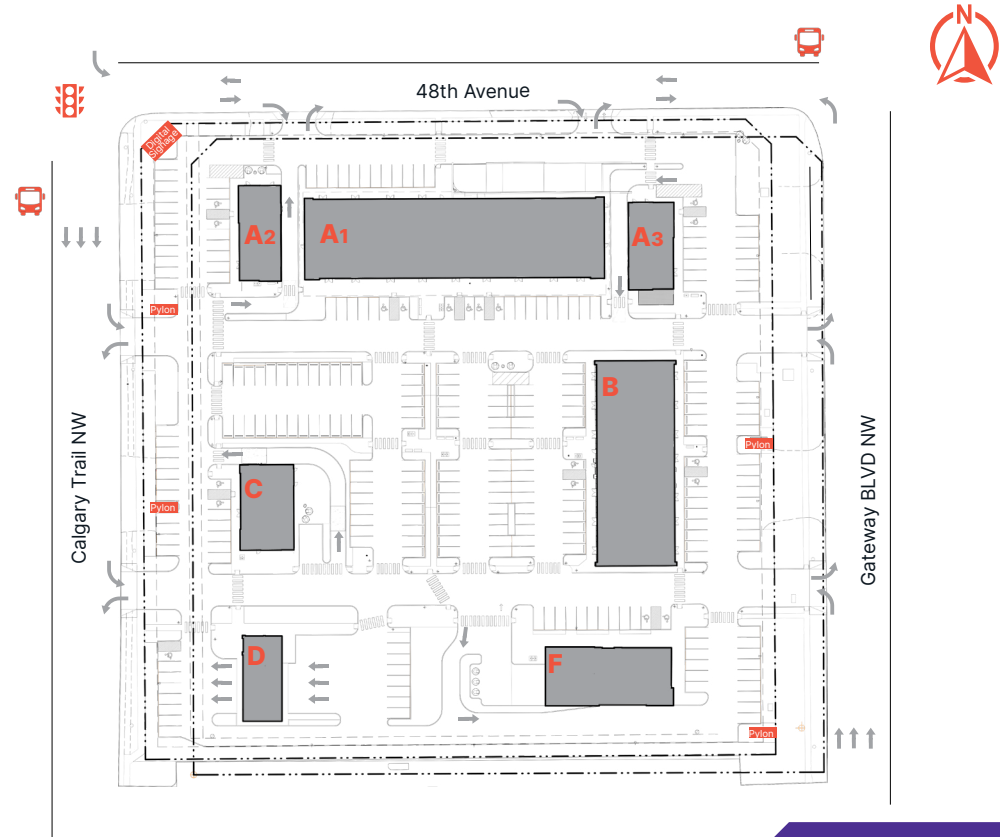 N
48th Avenue
Digital
Signage
A2
A1
A3
Pylon
B
Calgary Trail NW
Gateway BLVD NW
Pylon
C
Pylon
D
F
Pylon